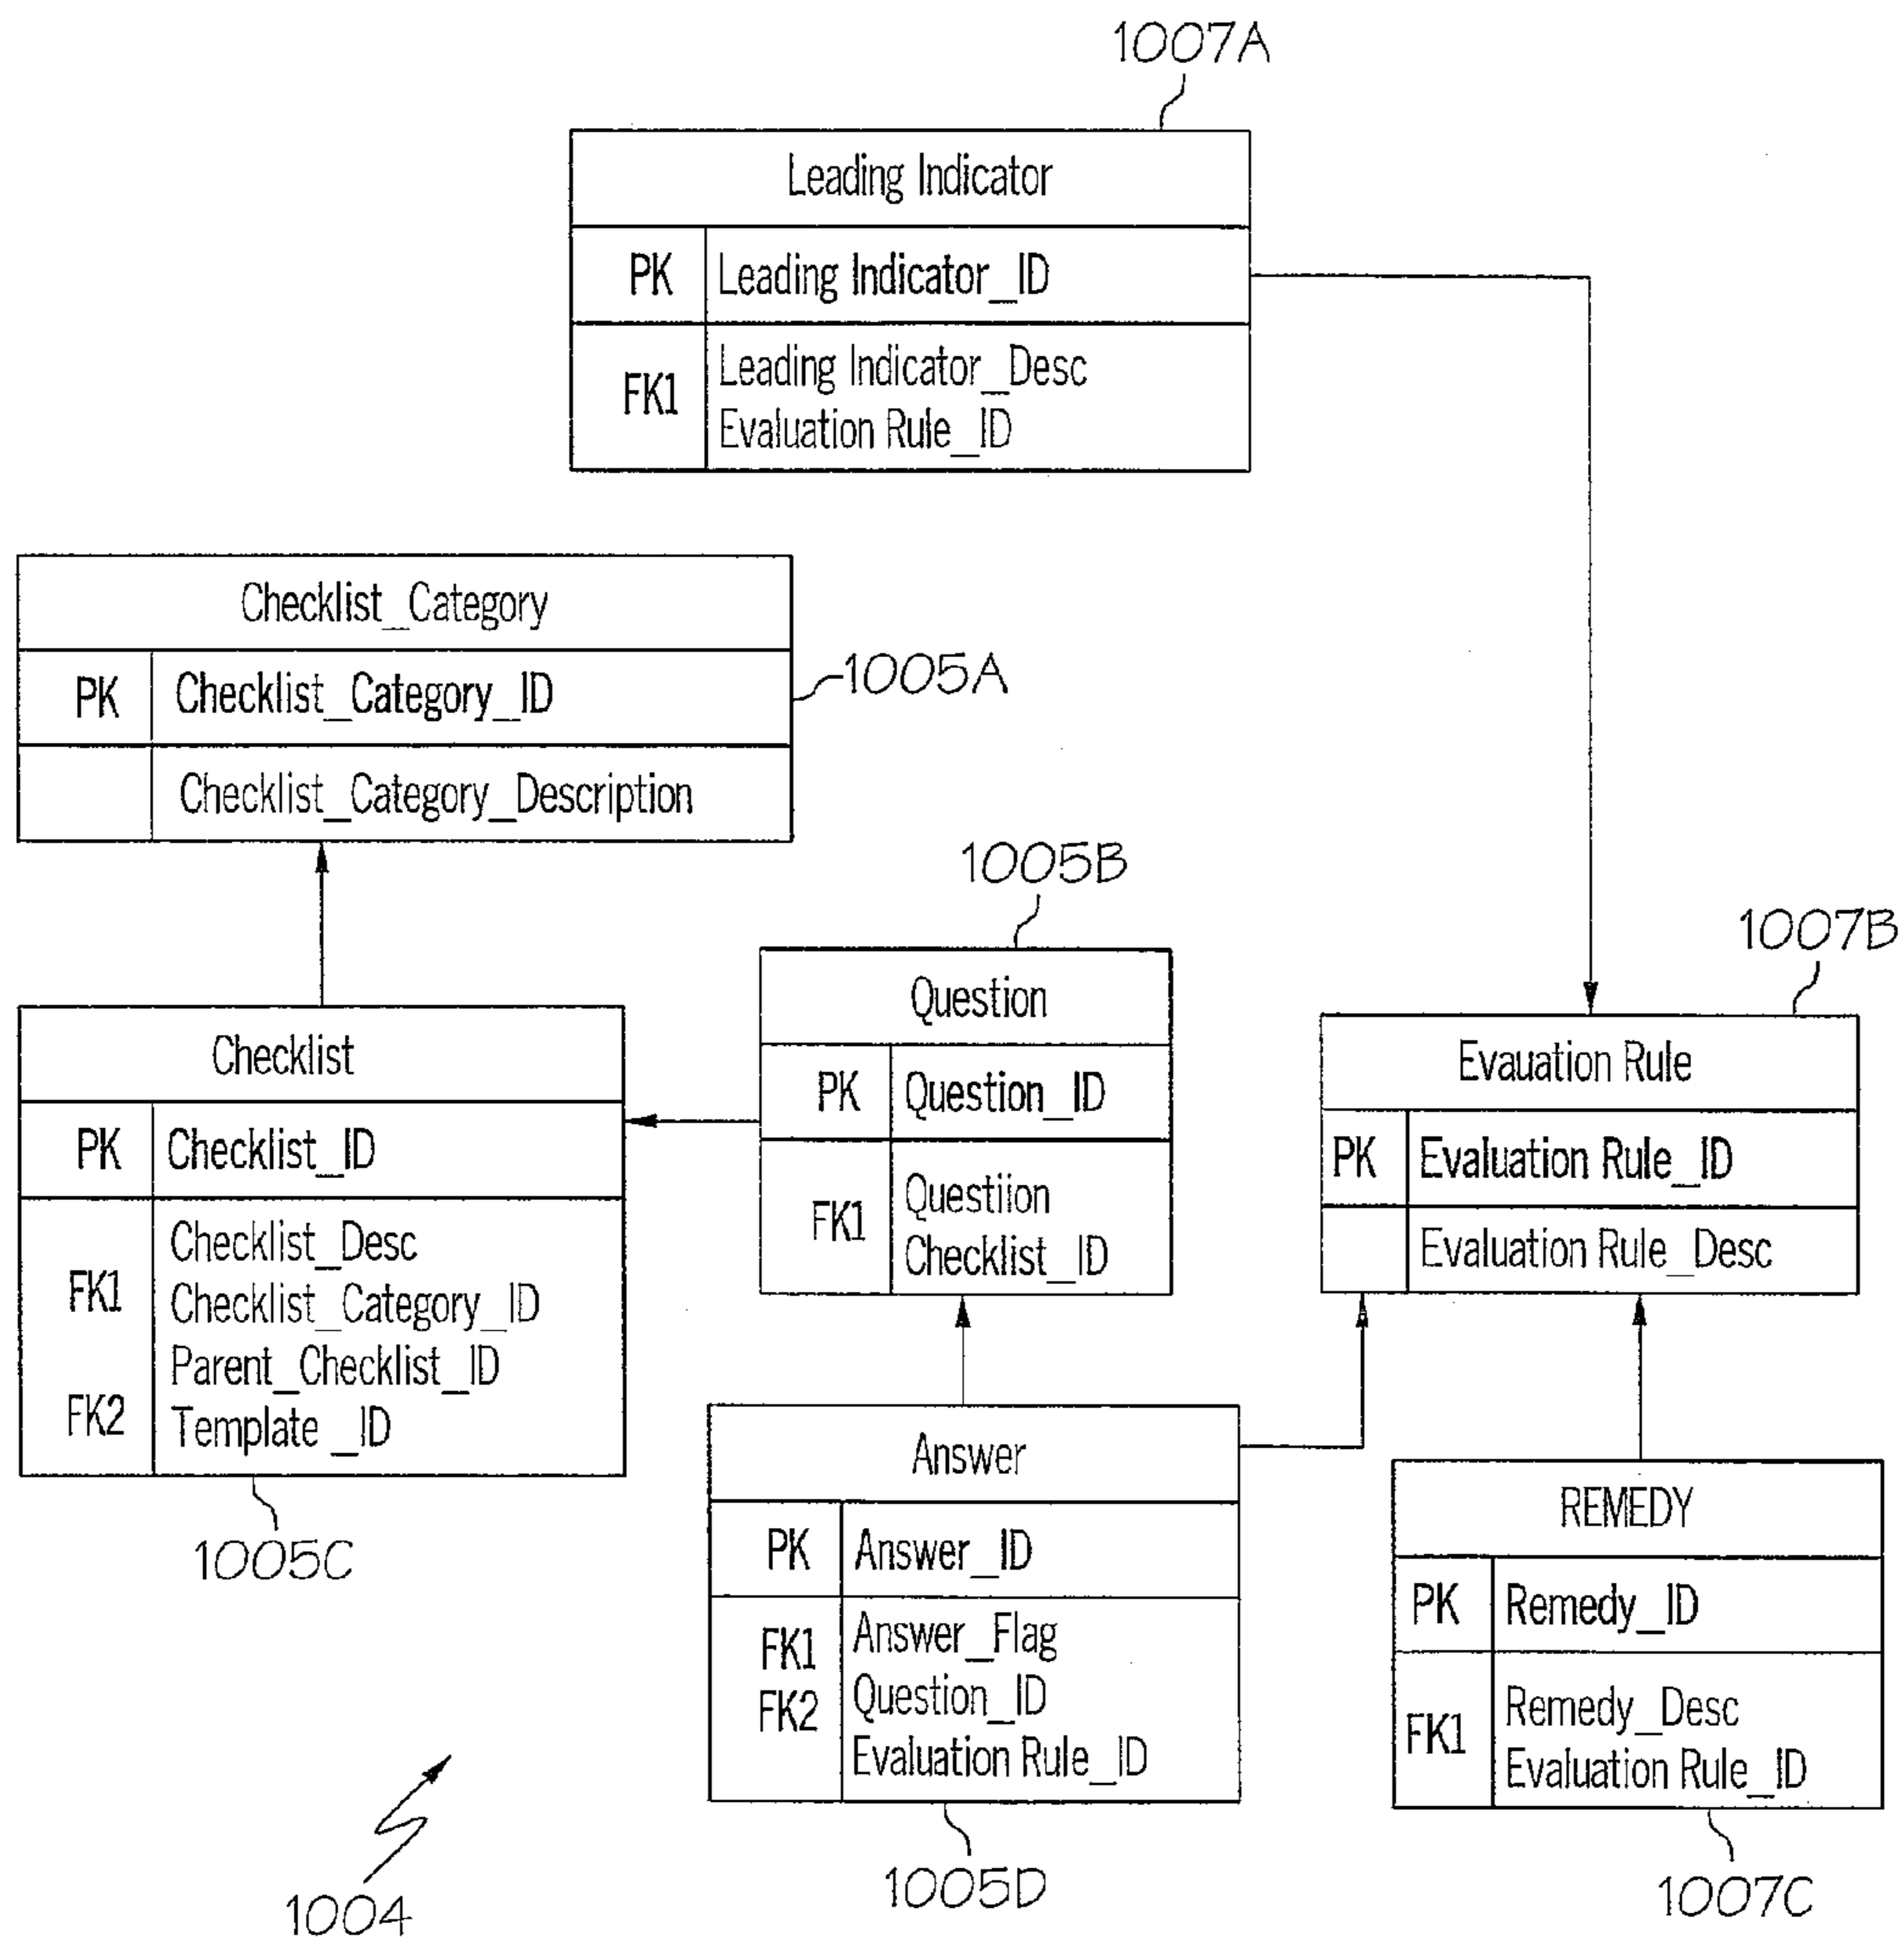 1007A
Leading Indicator
PK Leading Indicator_ID
Leading Indicator_Desc
FK1
Evaluation Rule_ID
Checklist_Category
PK Checklist_Category_ID
1005A
Checklist_Category_Description
1005B
Question
PK Question_ID
Questiion
FK1
Checklist_ID
1007B
Evauation Rule
PK Evaluation Rule_ID
Evaluation Rule_Desc
Checklist
PK Checklist_ID
Checklist_Desc
FK1
Checklist_Category_ID
Parent_Checklist_ID
FK2
Template _ID
1005C
Answer
PK Answer_ID
FK1 Answer_Flag
FK2 Question_ID
Evaluation Rule_ID
1005D
REMEDY
PK Remedy_ID
Remedy_Desc
FK1
Evaluation Rule_ID
1007C
1004